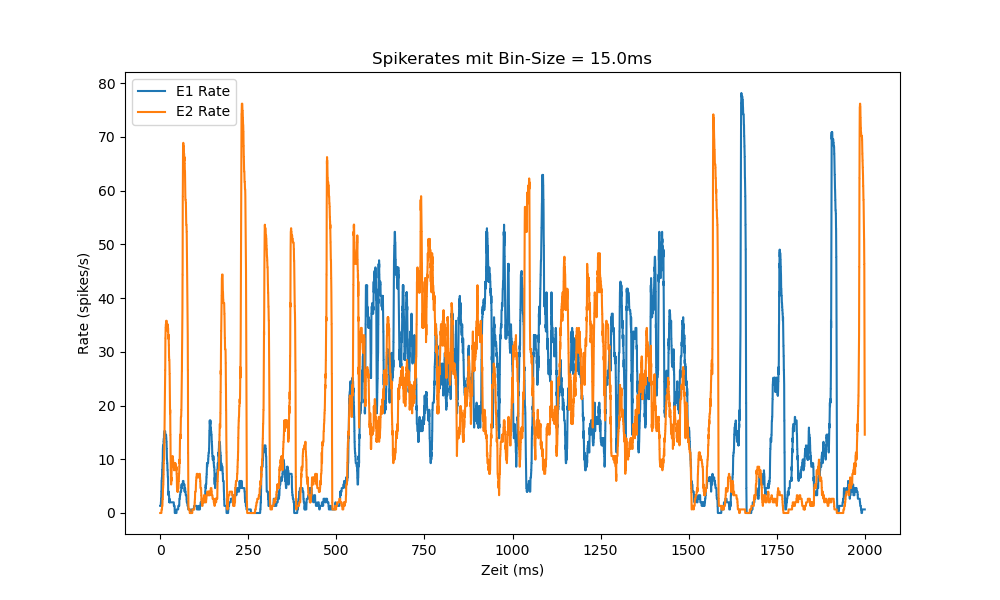 Spikerates mit Bin-Size = 15.0ms
E1 Rate
E2 Rate
Rate (spikes/s)
80
70
60
50
40
30
20
10
0
0 250 500 750 1000 1250 1500 1750 2000
Zeit (ms)